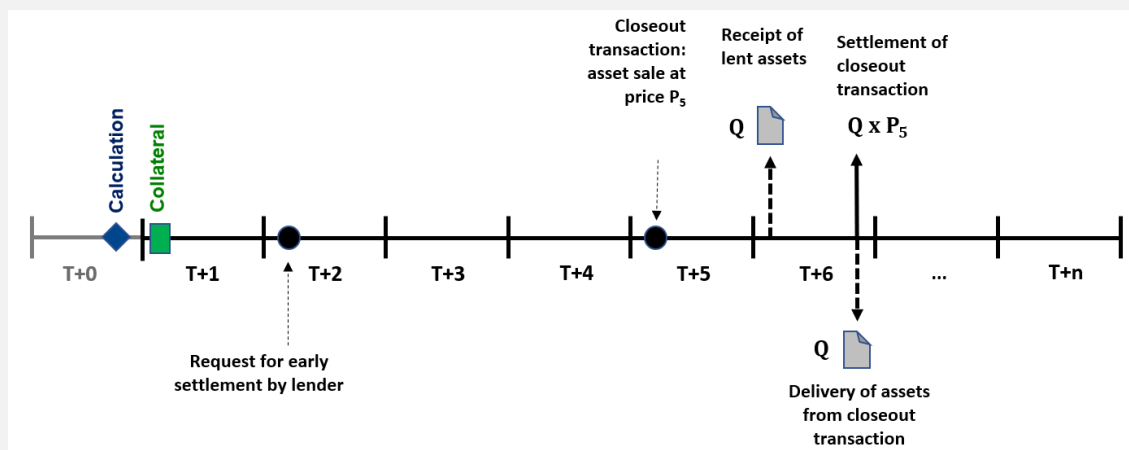 Closeout
transaction:
asset sale at
price P₅
Receipt of
lent assets
Settlement of
closeout
transaction
Q
Q x P₅
Calculation
Collateral
T+0
T+1
T+2
T+3
T+4
T+5
T+6
...
T+n
Request for early
settlement by lender
Q
Delivery of assets
from closeout
transaction